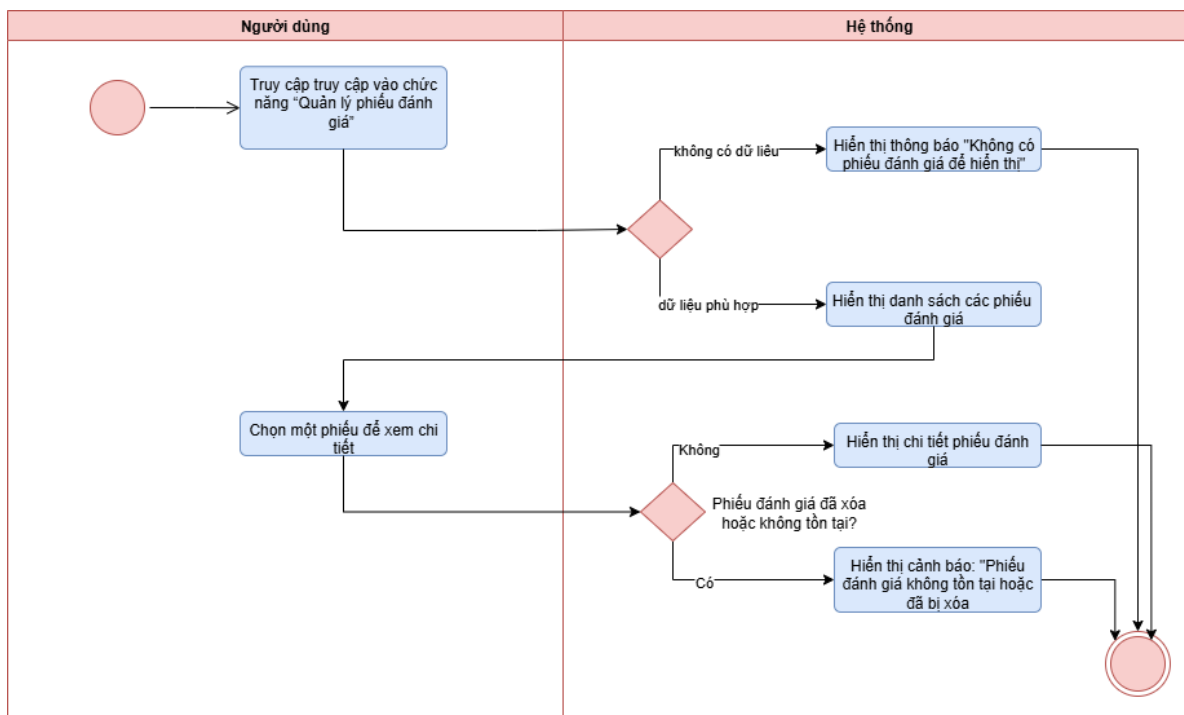 Người dùng
Hệ thống
Truy cập truy cập vào chức
năng “Quản lý phiếu đánh
giá”
không có dữ liêu
Hiển thị thông báo "Không có
phiếu đánh giá để hiển thị"
dữ liệu phù hợp
Hiển thị danh sách các phiếu
đánh giá
Chọn một phiếu để xem chi
tiết
Không
Hiển thị chi tiết phiếu đánh
giá
Phiếu đánh giá đã xóa
hoặc không tồn tại?
Có
Hiển thị cảnh báo: "Phiếu
đánh giá không tồn tại hoặc
đã bị xóa